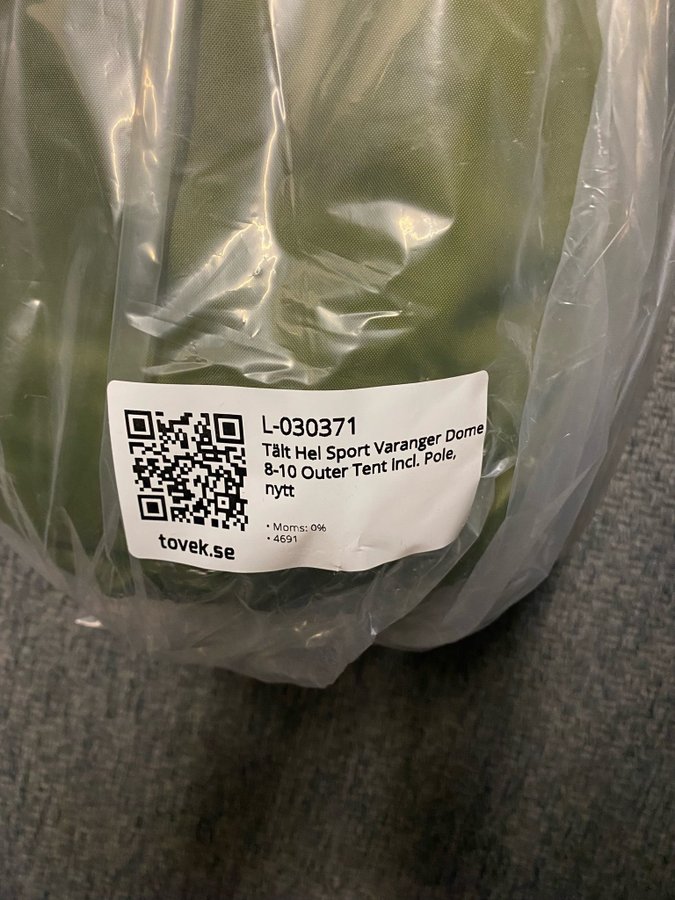 L-030371
Tält Hel Sport Varanger Dome
8-10 Outer Tent incl. Pole,
nytt
• Moms: 0%
• 4691
tovek.se